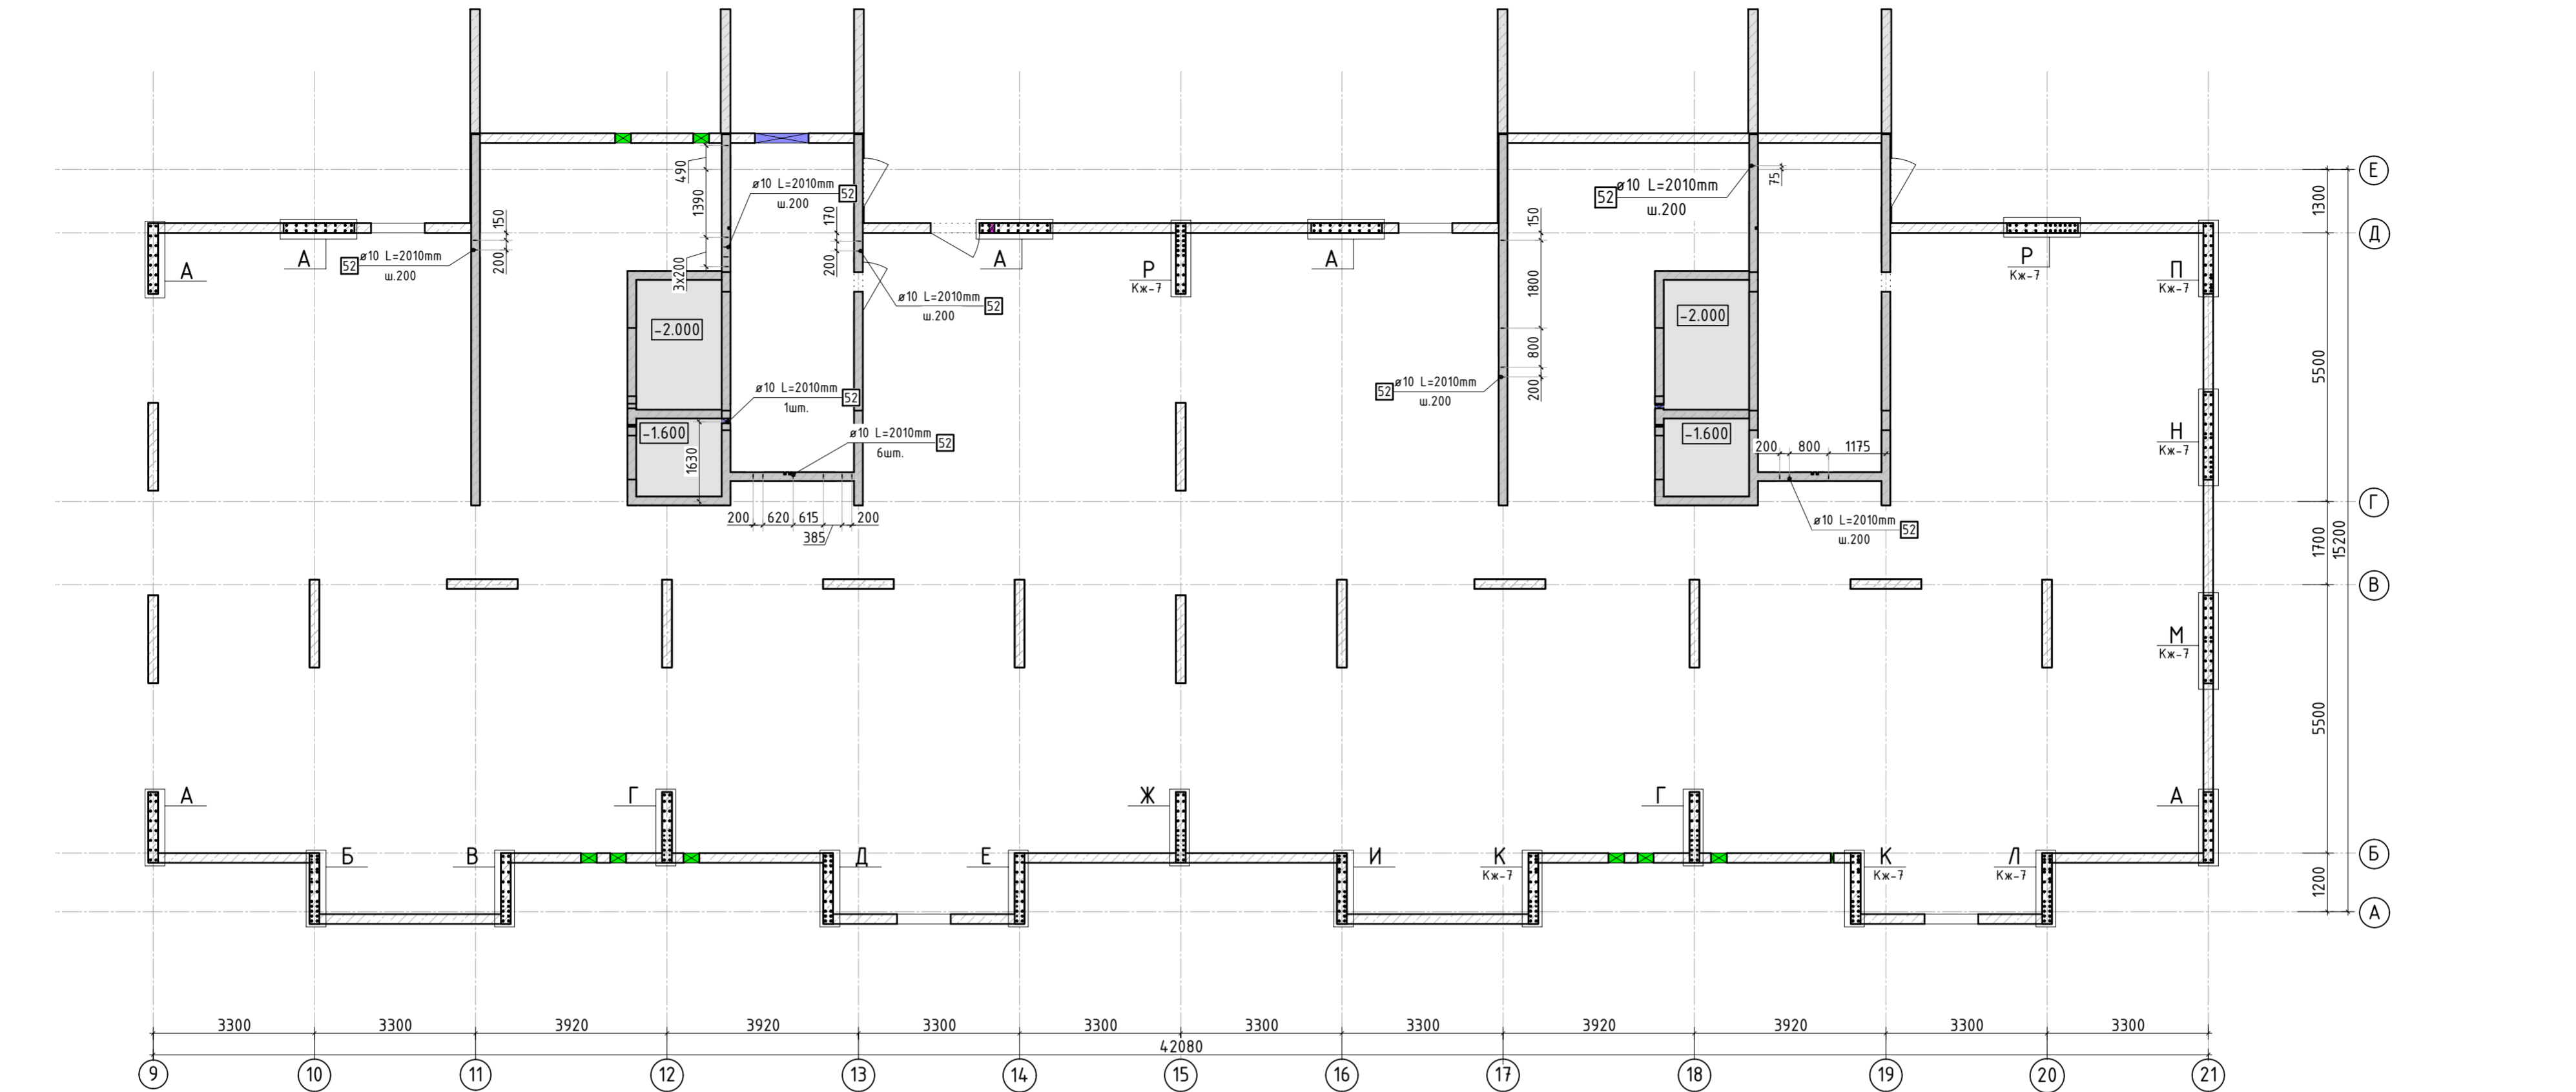 490
1390
3x200
ø10 L=2010mm 52
ш.200
170
200
150
200
52 ø10 L=2010mm
ш.200
ø10 L=2010mm 52
ш.200
52 ø10 L=2010mm
ш.200
75
150
1800
800
200
52 ø10 L=2010mm
ш.200
Е
1300
Д
А
А
А
Р
Кж-7
А
Р
Кж-7
П
Кж-7
-2.000
-2.000
5500
ø10 L=2010mm 52
1шт.
-1.600
1630
ø10 L=2010mm 52
6шт.
-1.600
200 800 1175
Н
Кж-7
200 620 615 200
385
ø10 L=2010mm 52
ш.200
Г
1700
15200
В
М
Кж-7
5500
А
Г
Ж
Г
А
Б
В
Д
Е
И
К
Кж-7
К
Кж-7
Л
Кж-7
Б
1200
А
3300 3300 3920 3920 3300 3300 3300 3300 3920 3920 3300 3300
42080
9 10 11 12 13 14 15 16 17 18 19 20 21